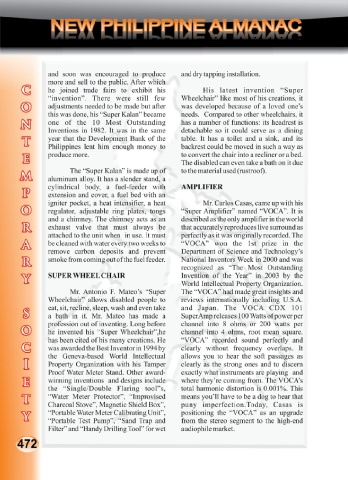 NEW PHILIPPINE ALMANAC
CONTEMPORARY
SOCIETY
and soon was encouraged to produce
more and sell to the public. After which
he joined trade fairs to exhibit his
“invention”. There were still few
adjustments needed to be made but after
this was done, his “Super Kalan” became
one of the 10 Most Outstanding
Inventions in 1982. It was in the same
year that the Development Bank of the
Philippines lent him enough money to
produce more.
The “Super Kalan” is made up of
aluminum alloy. It has a slender stand, a
cylindrical body, a fuel-feeder with
extension and cover, a fuel bed with an
igniter pocket, a heat intensifier, a heat
regulator, adjustable ring plates, tongs
and a chimney. The chimney acts as an
exhaust valve that must always be
attached to the unit when in use. it must
be cleaned with water every two weeks to
remove carbon deposits and prevent
smoke from coming out of the fuel feeder.
SUPER WHEEL CHAIR
Mr. Antonio F. Mateo’s “Super
Wheelchair” allows disabled people to
eat, sit, recline, sleep, wash and even take
a bath in it. Mr. Mateo has made a
profession out of inventing. Long before
he invented his “Super Wheelchair”,he
has been cited of his many creations. He
was awarded the Best Inventor in 1994 by
the Geneva-based World Intellectual
Property Organization with his Tamper
Proof Water Meter Stand. Other award-
winning inventions and designs include
the “Single/Double Flaring tool”s,
“Water Meter Protector”, “Improvised
Charcoal Stove”, Magnetic Shield Box”,
“Portable Water Meter Calibrating Unit”,
“Portable Test Pump”, “Sand Trap and
Filter” and “Handy Drilling Tool” for wet
and dry tapping installation.
His latest invention “Super
Wheelchair” like most of his creations, it
was developed because of a loved one’s
needs. Compared to other wheelchairs, it
has a number of functions: its headrest is
detachable so it could serve as a dining
table. It has a toilet and a sink, and its
backrest could be moved in such a way as
to convert the chair into a recliner or a bed.
The disabled can even take a bath on it due
to the material used (rustroof).
AMPLIFIER
Mr. Carlos Casas, came up with his
“Super Amplifier” named “VOCA”. It is
described as the only amplifier in the world
that accurately reproduces live surround as
perfectly as it was originally recorded. The
“VOCA” won the 1st prize in the
Department of Science and Technology’s
National Inventors Week in 2000 and was
recognized as “The Most Outstanding
Invention of the Year” in 2003 by the
World Intellectual Property Organization.
The “VOCA” had made great insights and
reviews internationally including U.S.A.
and Japan. The VOCA CDX 101
SuperAmp releases 100 Watts of power per
channel into 8 ohms or 200 watts per
channel into 4 ohms, root mean square.
“VOCA” recorded sound perfectly and
clearly without frequency overlaps. It
allows you to hear the soft passages as
clearly as the strong ones and to discern
exactly what instruments are playing and
where they’re coming from. The VOCA’s
total harmonic distortion is 0.001%. This
means you’ll have to be a dog to hear that
puny imperfection.Today, Casas is
positioning the “VOCA” as an upgrade
from the stereo segment to the high-end
audiophile market.
472